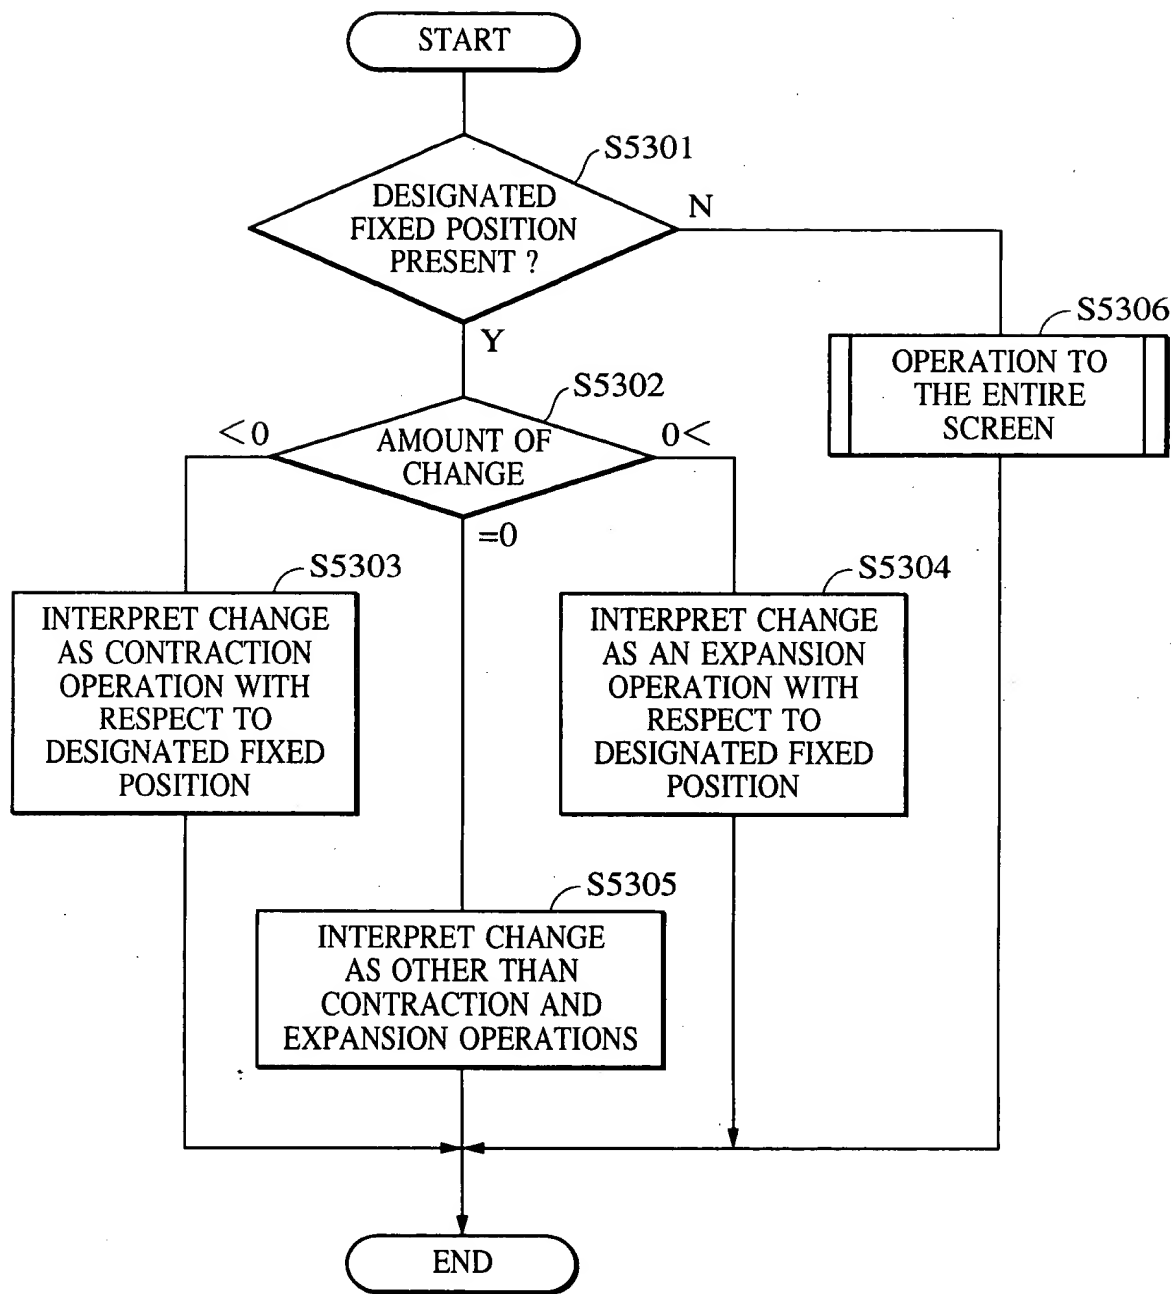 START
S5301
DESIGNATED
FIXED POSITION
PRESENT ?
N
Y
S5306
OPERATION TO
THE ENTIRE
SCREEN
S5302
<0
AMOUNT OF
CHANGE
0<
=0
S5303
INTERPRET CHANGE
AS CONTRACTION
OPERATION WITH
RESPECT TO
DESIGNATED FIXED
POSITION
S5304
INTERPRET CHANGE
AS AN EXPANSION
OPERATION WITH
RESPECT TO
DESIGNATED FIXED
POSITION
S5305
INTERPRET CHANGE
AS OTHER THAN
CONTRACTION AND
EXPANSION OPERATIONS
END